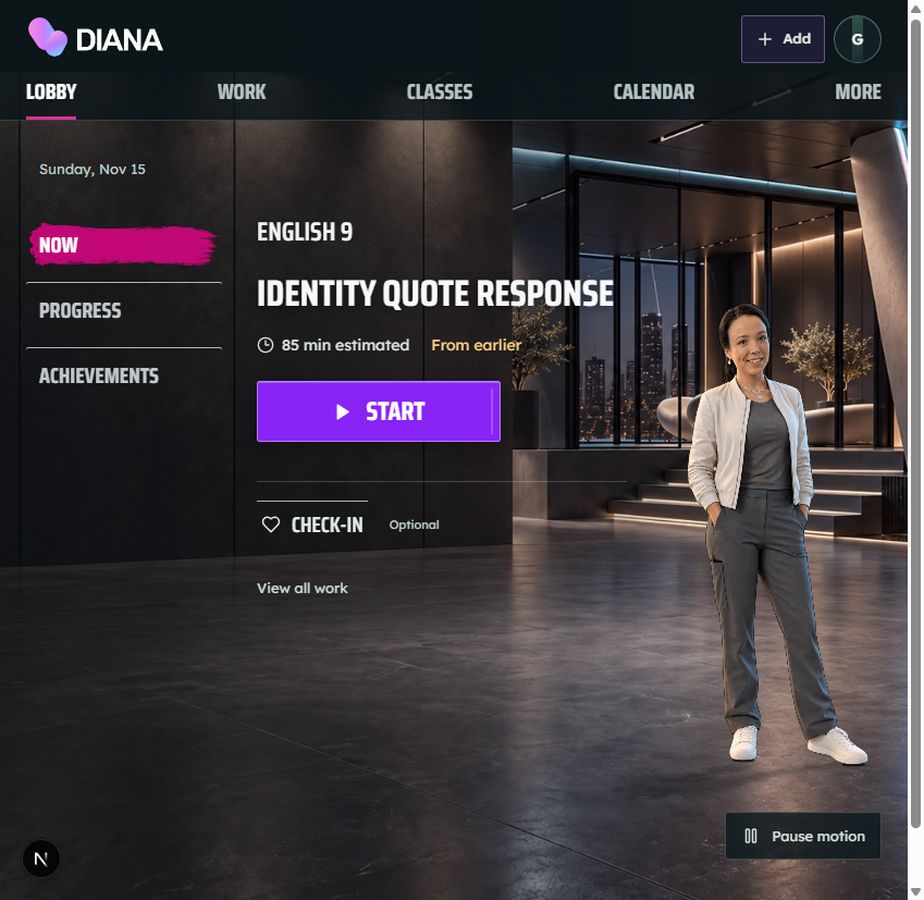 DIANA
+ Add
G
LOBBY
WORK
CLASSES
CALENDAR
MORE
Sunday, Nov 15
NOW
PROGRESS
ACHIEVEMENTS
ENGLISH 9
IDENTITY QUOTE RESPONSE
85 min estimated From earlier
START
CHECK-IN Optional
View all work
Pause motion
N